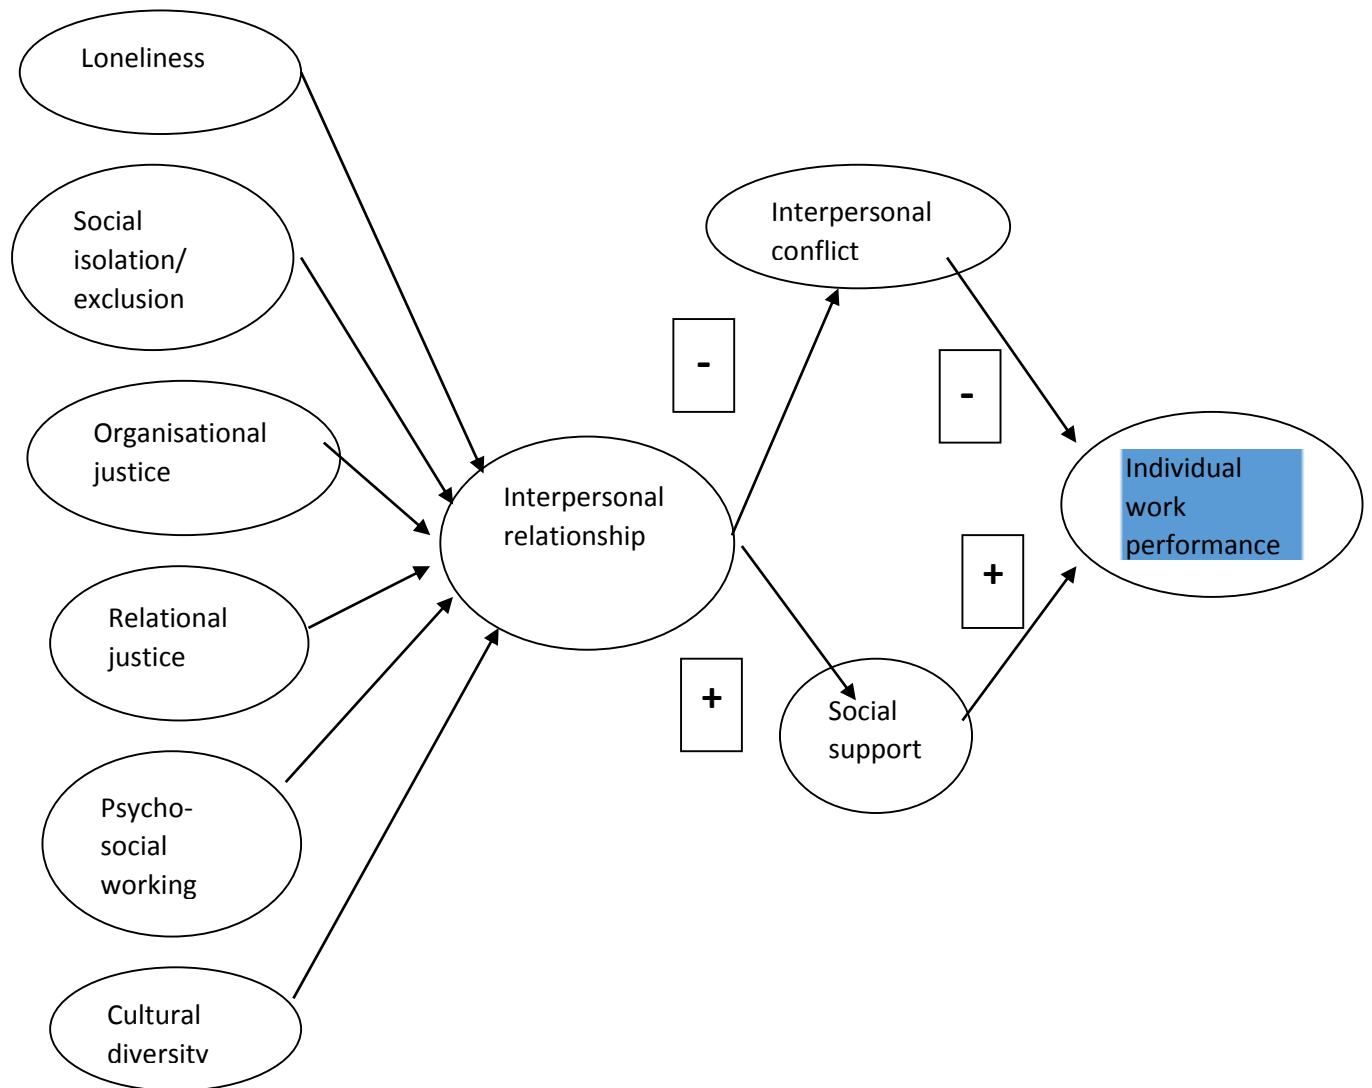 Loneliness
Social
isolation/
exclusion
Organisational
justice
Relational
justice
Psycho-
social
working
Cultural
diversity
Interpersonal
relationship
Interpersonal
conflict
-
-
+
+
Social
support
Individual
work
performance